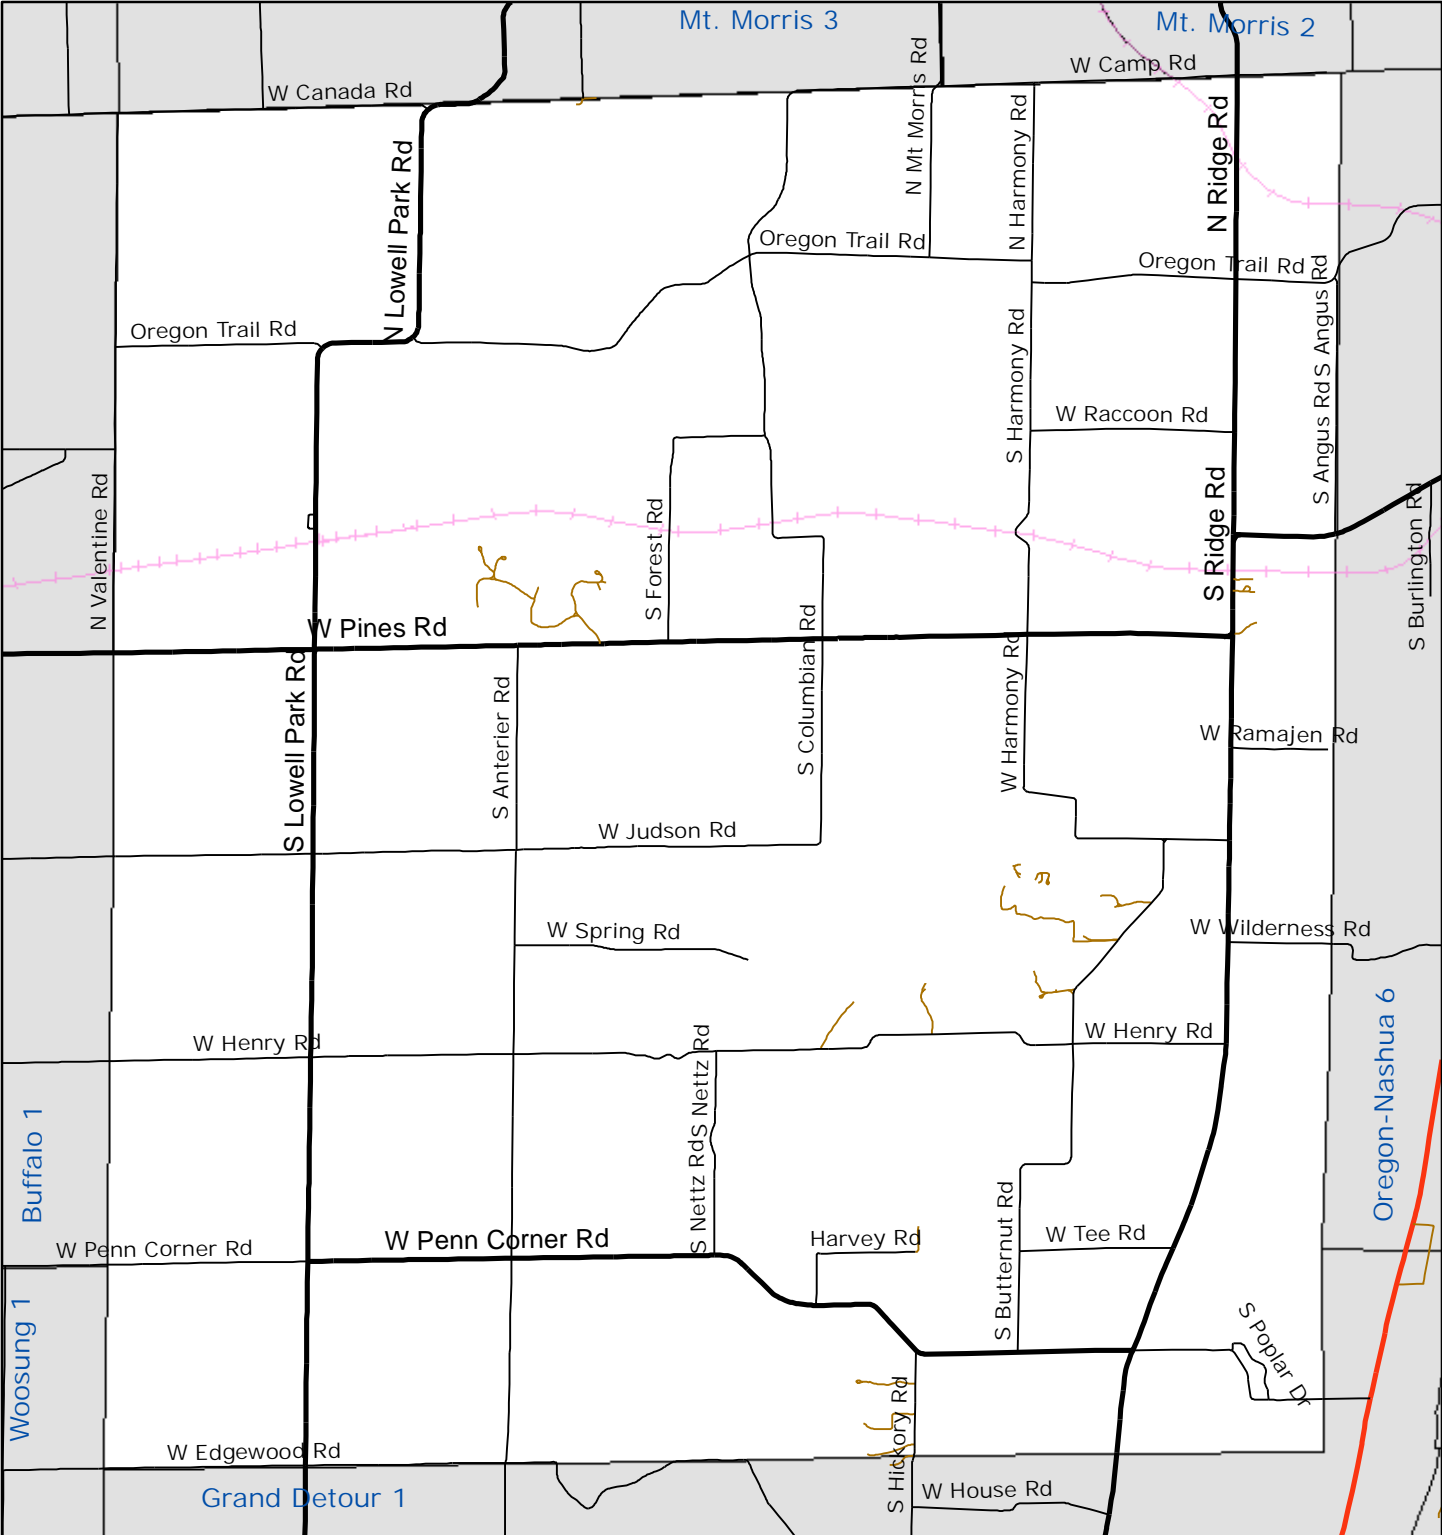 Mt. Morris 3
Mt. Morris 2
W Canada Rd
W Camp Rd
N Mt Morris Rd
N Harmony Rd
N Ridge Rd
N Lowell Park Rd
Oregon Trail Rd
Oregon Trail Rd
Oregon Trail Rd
S Angus Rd
S Harmony Rd
W Raccoon Rd
S Angus Rd
N Valentine Rd
S Forest Rd
S Ridge Rd
S Burlington Rd
W Pines Rd
S Columbian Rd
W Harmony Rd
S Lowell Park Rd
S Anterier Rd
W Ramajen Rd
W Judson Rd
W Spring Rd
W Wilderness Rd
W Henry Rd
W Henry Rd
S Nettz Rd
S Nettz Rd
Buffalo 1
Oregon-Nashua 6
W Penn Corner Rd
W Penn Corner Rd
Harvey Rd
S Butternut Rd
W Tee Rd
Woosung 1
S Poplar Dr
S Hickory Rd
W Edgewood Rd
Grand Detour 1
W House Rd